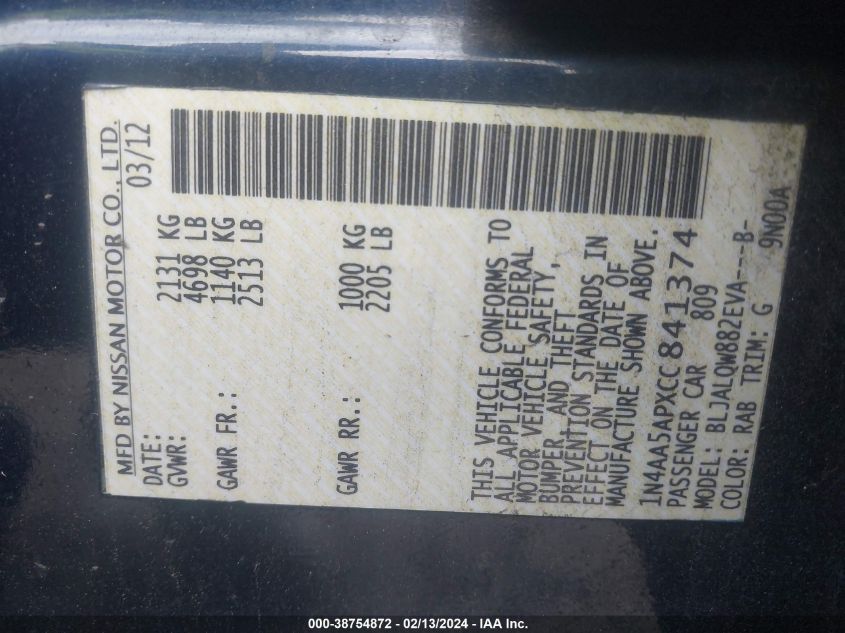 MFD BY NISSAN MOTOR CO., LTD.
DATE: 03/12
GVWR: 2131 KG
4698 LB
GAWR FR.: 1140 KG
2513 LB
GAWR RR.: 1000 KG
2205 LB
THIS VEHICLE CONFORMS TO
ALL APPLICABLE FEDERAL
MOTOR VEHICLE SAFETY,
BUMPER, AND THEFT
PREVENTION STANDARDS IN
EFFECT ON THE DATE OF
MANUFACTURE SHOWN ABOVE.
1N4AA5APXCC841374
PASSENGER CAR 809
MODEL: BLJALQW882EVA---B-
COLOR: RAB TRIM: G 9N00A
000-38754872 - 02/13/2024 - IAA Inc.